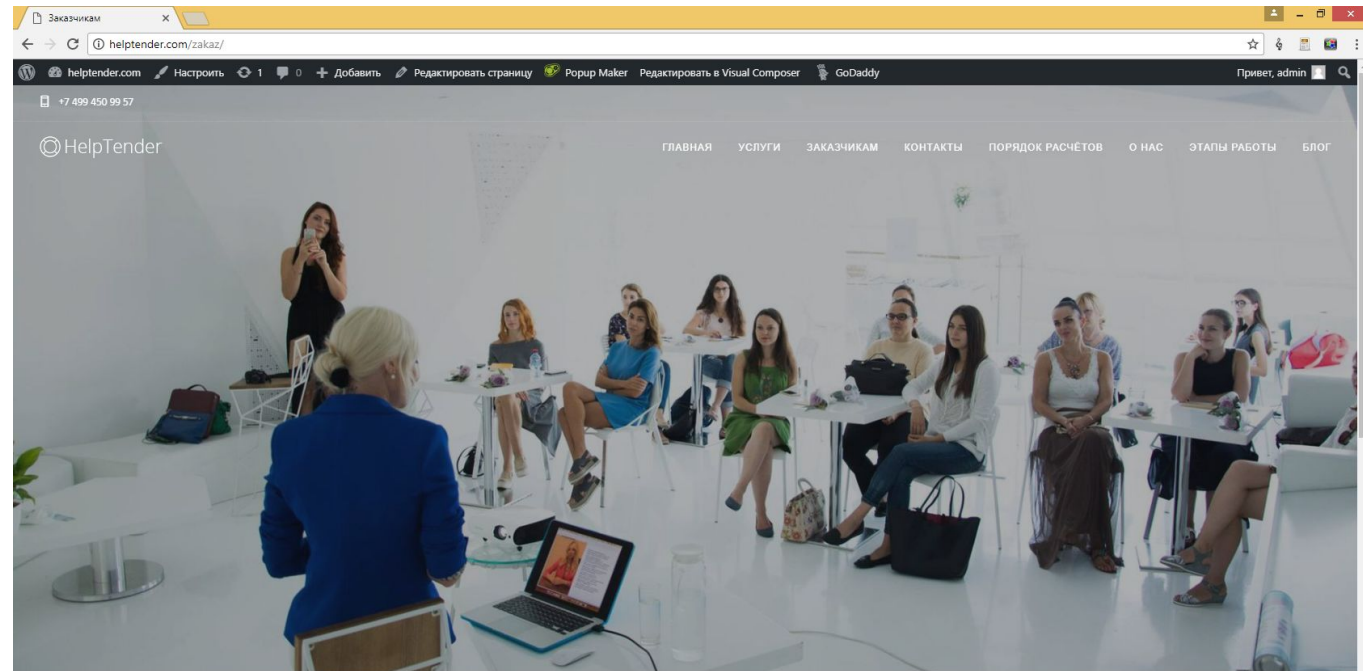 Заказчикам
helptender.com/zakaz/
helptender.com Настроить 1 0 Добавить Редактировать страницу Popup Maker Редактировать в Visual Composer GoDaddy Привет, admin
+7 499 450 99 57
HelpTender ГЛАВНАЯ УСЛУГИ ЗАКАЗЧИКАМ КОНТАКТЫ ПОРЯДОК РАСЧЁТОВ О НАС ЭТАПЫ РАБОТЫ БЛОГ